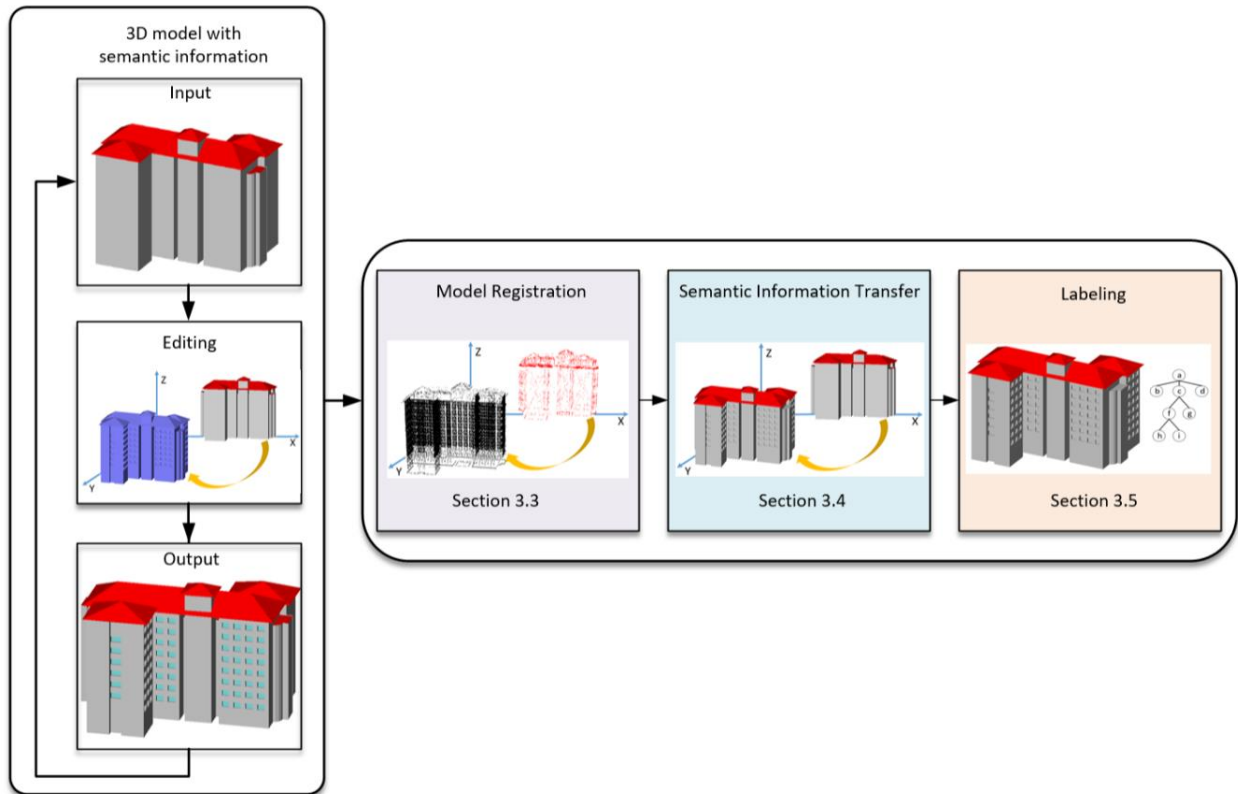 3D model with
semantic information
Input
Editing
Z
X
Y
Output
Model Registration
Z
X
Y
Section 3.3
Semantic Information Transfer
Z
X
Y
Section 3.4
Labeling
a
b c d
f g
h i
Section 3.5